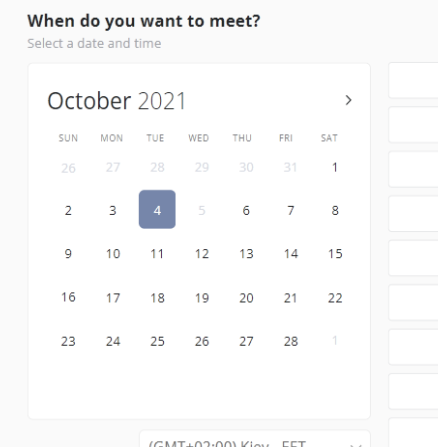 When do you want to meet?
Select a date and time
October 2021
SUN MON TUE WED THU FRI SAT
26 27 28 29 30 31 1
2 3 4 5 6 7 8
9 10 11 12 13 14 15
16 17 18 19 20 21 22
23 24 25 26 27 28 1
(GMT+02:00) Kiev - EET